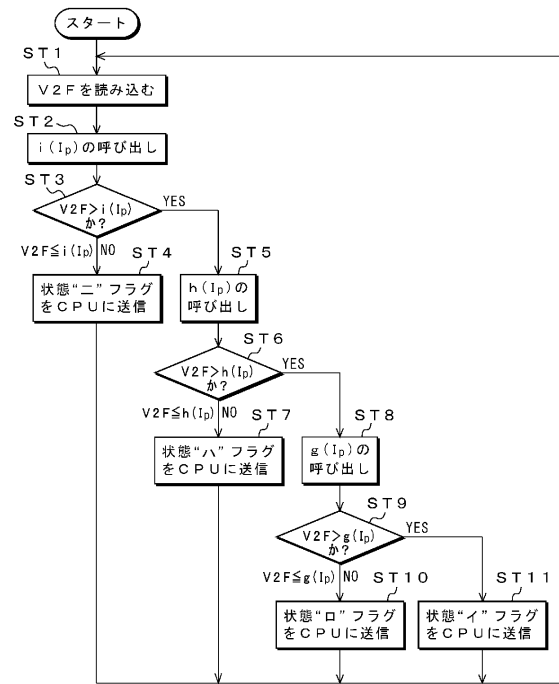 スタート
ST1
V2Fを読み込む
ST2
i(Ip)の呼び出し
ST3
V2F>i(Ip)
か?
YES
V2F≦i(Ip)
NO
ST4
状態“ニ”フラグ
をCPUに送信
ST5
h(Ip)の
呼び出し
ST6
V2F>h(Ip)
か?
YES
V2F≦h(Ip)
NO
ST7
状態“ハ”フラグ
をCPUに送信
ST8
g(Ip)の
呼び出し
ST9
V2F>g(Ip)
か?
YES
V2F≦g(Ip)
NO
ST10
状態“ロ”フラグ
をCPUに送信
ST11
状態“イ”フラグ
をCPUに送信